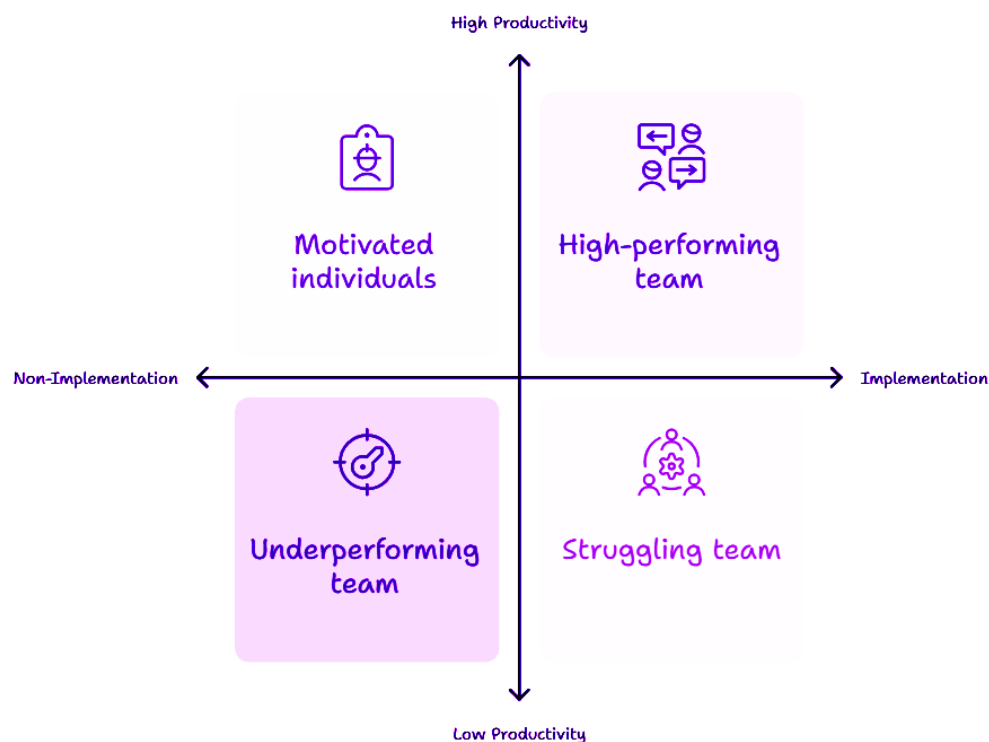 High Productivity
Motivated
individuals
High-performing
team
Non-Implementation
Implementation
Underperforming
team
Struggling team
Low Productivity